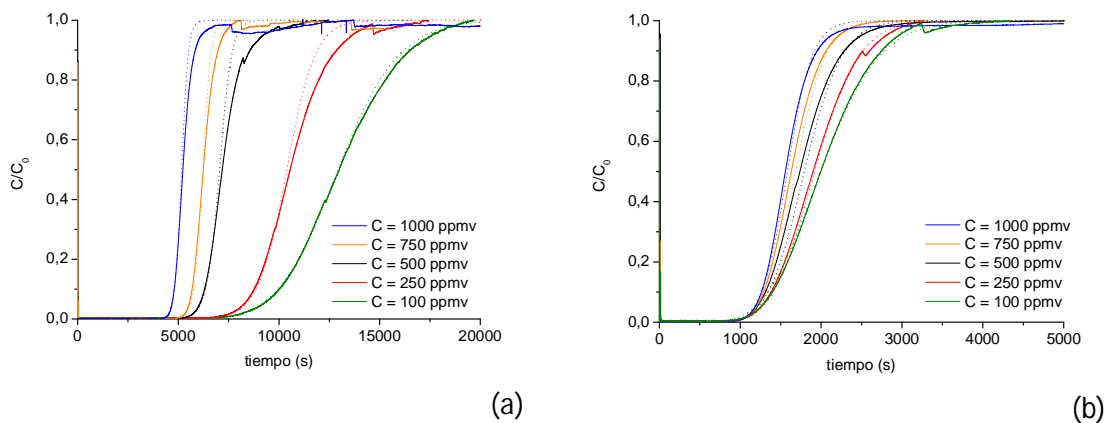 1,0
0,8
0,6
0,4
0,2
0,0
C/C0
C = 1000 ppmv
C = 750 ppmv
C = 500 ppmv
C = 250 ppmv
C = 100 ppmv
0 5000 10000 15000 20000
tiempo (s)
(a)
1,0
0,8
0,6
0,4
0,2
0,0
C/C0
C = 1000 ppmv
C = 750 ppmv
C = 500 ppmv
C = 250 ppmv
C = 100 ppmv
0 1000 2000 3000 4000 5000
tiempo (s)
(b)